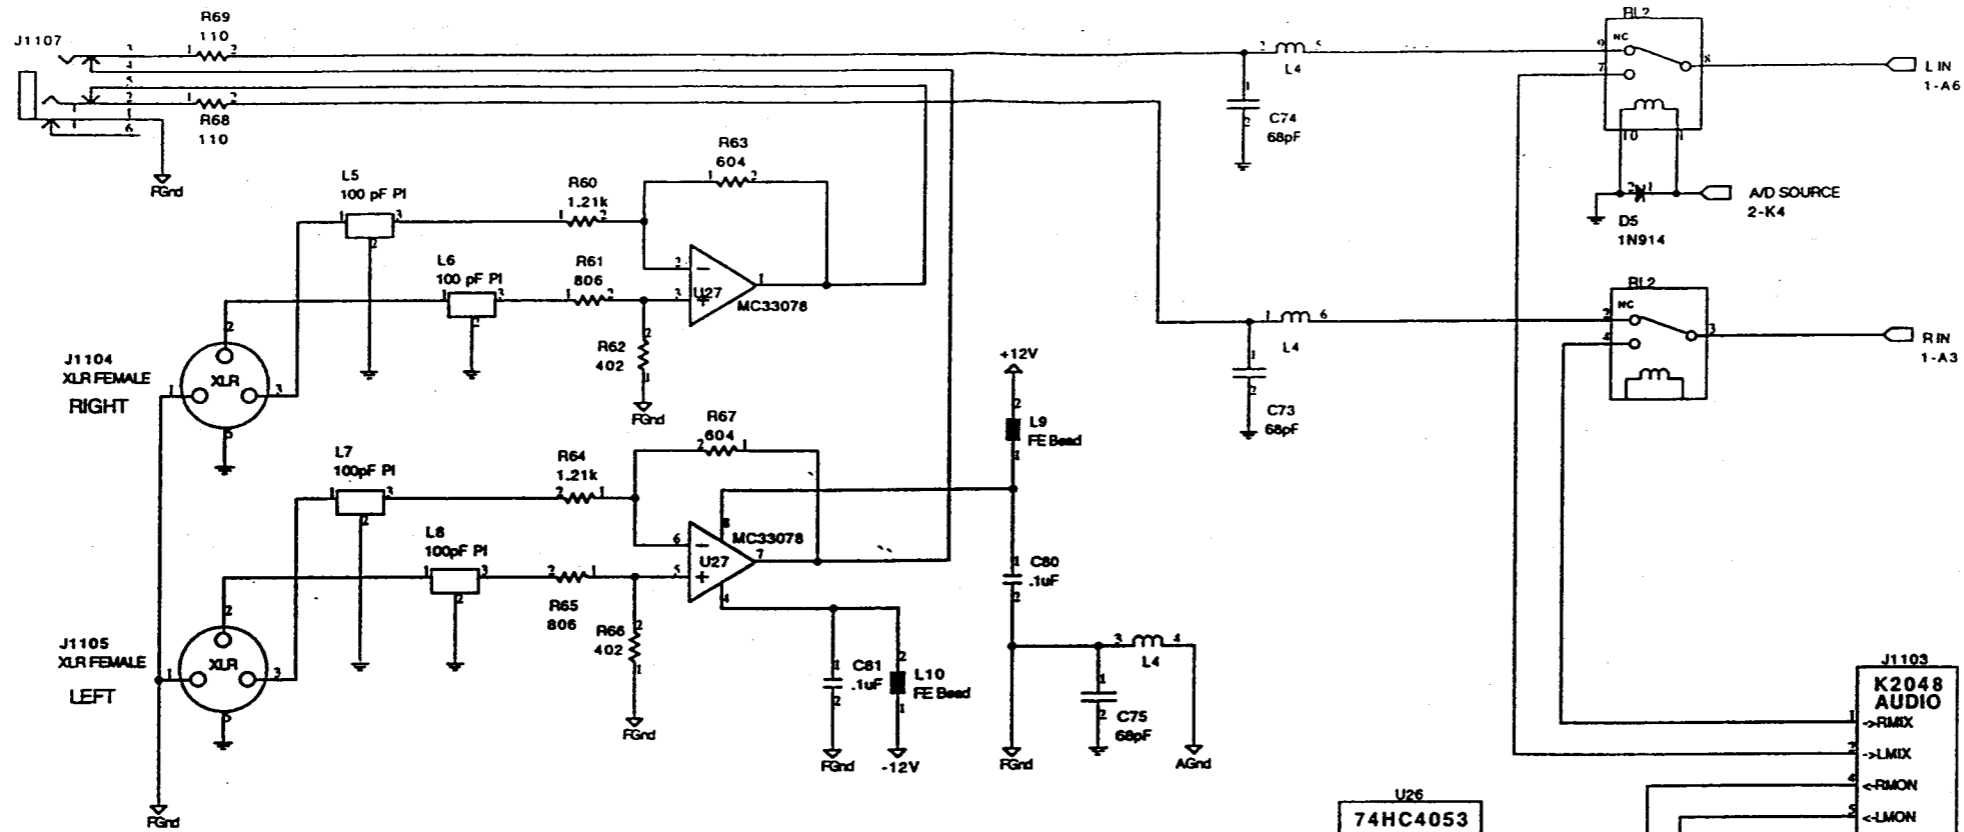 J1107
R69
110
R68
110
FGnd
L5
100 pF PI
R60
1.21k
R63
604
L6
100 pF PI
R61
806
U27
MC33078
R62
402
FGnd
J1104
XLR FEMALE
RIGHT
XLR
L7
100pF PI
R64
1.21k
R67
604
L8
100pF PI
R65
806
U27
MC33078
R66
402
FGnd
J1105
XLR FEMALE
LEFT
XLR
FGnd
C81
.1uF
FGnd
L10
FE Bead
-12V
+12V
L9
FE Bead
C80
.1uF
FGnd
C75
68pF
L4
AGnd
L4
C74
68pF
L4
C73
68pF
RL2
NC
L IN
1-A6
D5
1N914
A/D SOURCE
2-K4
RL2
NC
R IN
1-A3
J1103
K2048
AUDIO
->RMIX
->LMIX
<-RMON
<-LMON
U26
74HC4053